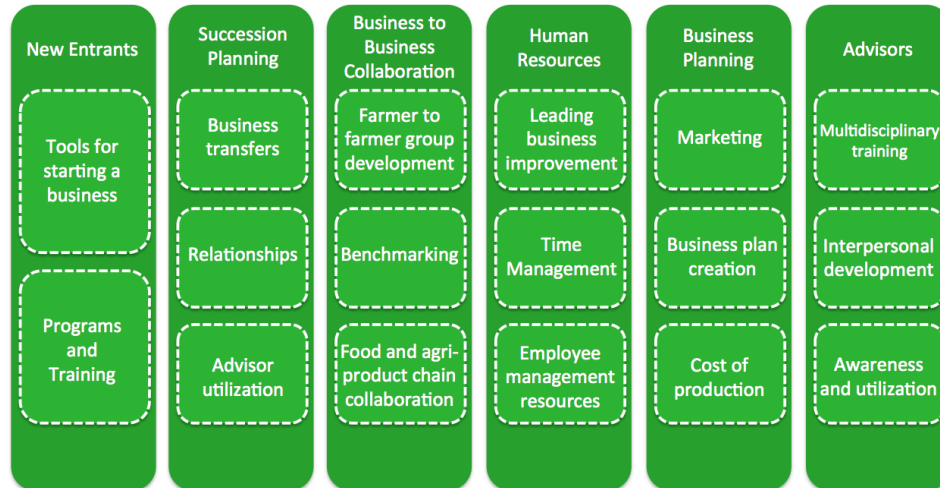 New Entrants
Tools for
starting a
business
Programs
and
Training
Succession
Planning
Business
transfers
Relationships
Advisor
utilization
Business to
Business
Collaboration
Farmer to
farmer group
development
Benchmarking
Food and agri-
product chain
collaboration
Human
Resources
Leading
business
improvement
Time
Management
Employee
management
resources
Business
Planning
Marketing
Business plan
creation
Cost of
production
Advisors
Multidisciplinary
training
Interpersonal
development
Awareness
and utilization